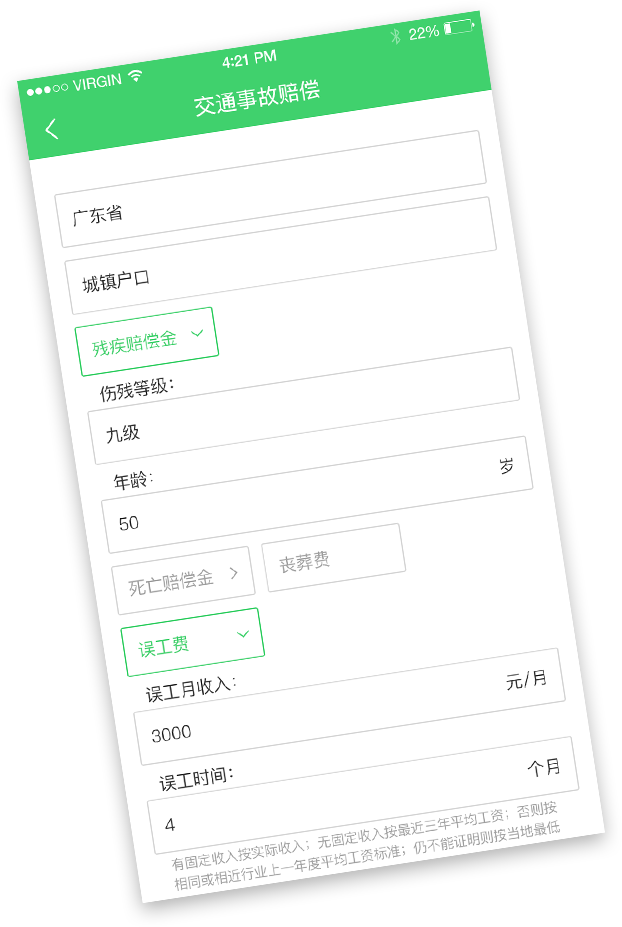 VIRGIN
4:21 PM
22%
交通事故赔偿
广东省
城镇户口
残疾赔偿金
伤残等级：
九级
年龄：
50 岁
死亡赔偿金 丧葬费
误工费
误工月收入：
3000 元/月
误工时间：
4 个月
有固定收入按实际收入；无固定收入按最近三年平均工资；否则按
相同或相近行业上一年度平均工资标准；仍不能证明则按当地最低